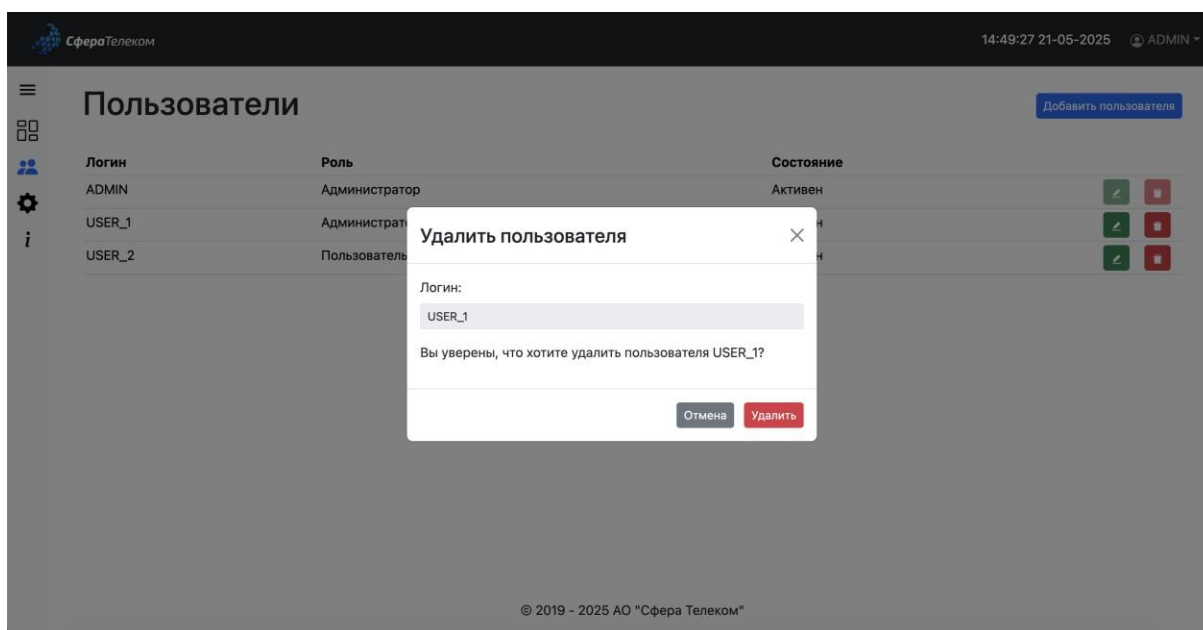 СфераТелеком
14:49:27 21-05-2025 ADMIN
Пользователи
Добавить пользователя
Логин Роль Состояние
ADMIN Администратор Активен
USER_1
USER_2 Пользователь
Удалить пользователя
Логин:
USER_1
Вы уверены, что хотите удалить пользователя USER_1?
Отмена Удалить
© 2019 - 2025 АО "Сфера Телеком"